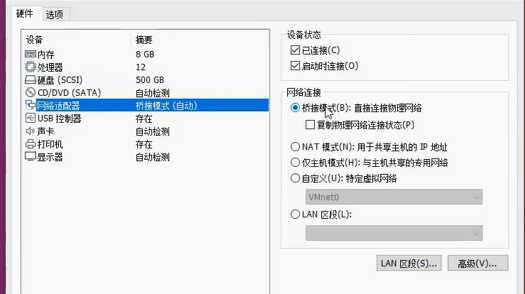 硬件 选项
设备 摘要
内存 8 GB
处理器 12
硬盘 (SCSI) 500 GB
CD/DVD (SATA) 自动检测
网络适配器 桥接模式 (自动)
USB 控制器 存在
声卡 自动检测
打印机 存在
显示器 自动检测
设备状态
已连接(C)
启动时连接(O)
网络连接
桥接模式(B): 直接连接物理网络
复制物理网络连接状态(P)
NAT 模式(N): 用于共享主机的 IP 地址
仅主机模式(H): 与主机共享的专用网络
自定义(U): 特定虚拟网络
VMnet0
LAN 区段(L):
LAN 区段(S)... 高级(V)...